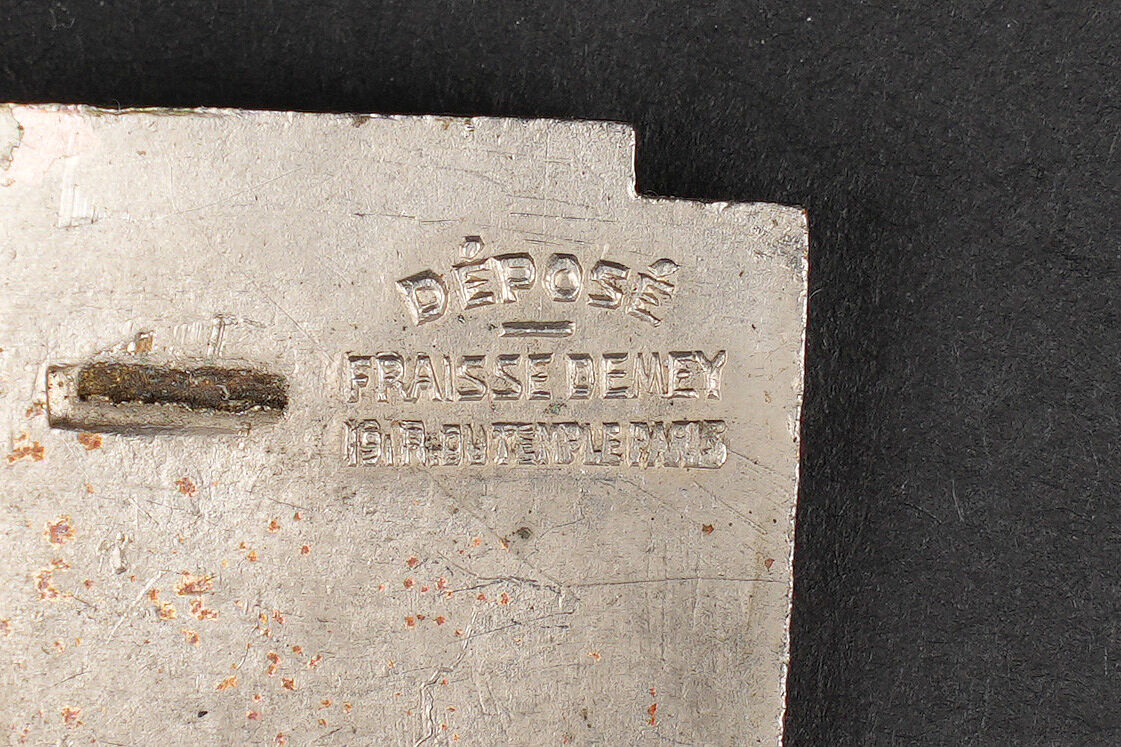 DÉPOSÉ
FRAISSE DEMEY
191 R. DU TEMPLE PARIS